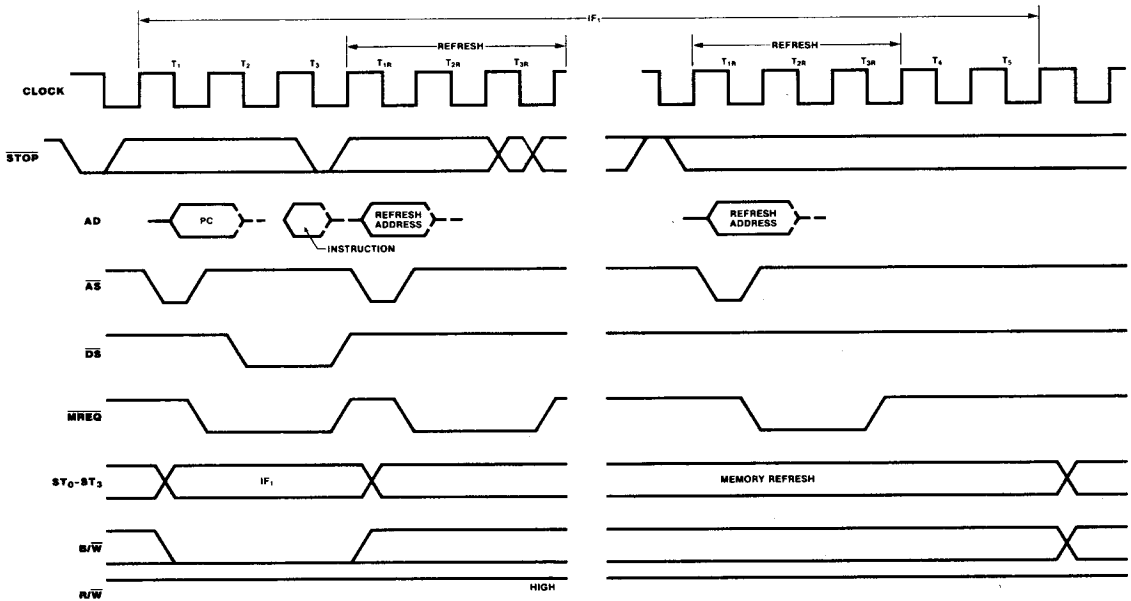 IF₁
REFRESH
REFRESH
T₁ T₂ T₃ T₁R T₂R T₃R T₁R T₂R T₃R T₄ T₅
CLOCK
STOP
AD
PC
REFRESH
ADDRESS
REFRESH
ADDRESS
INSTRUCTION
AS
DS
MREQ
ST₀-ST₃
IF₁
MEMORY REFRESH
B/W
HIGH
R/W